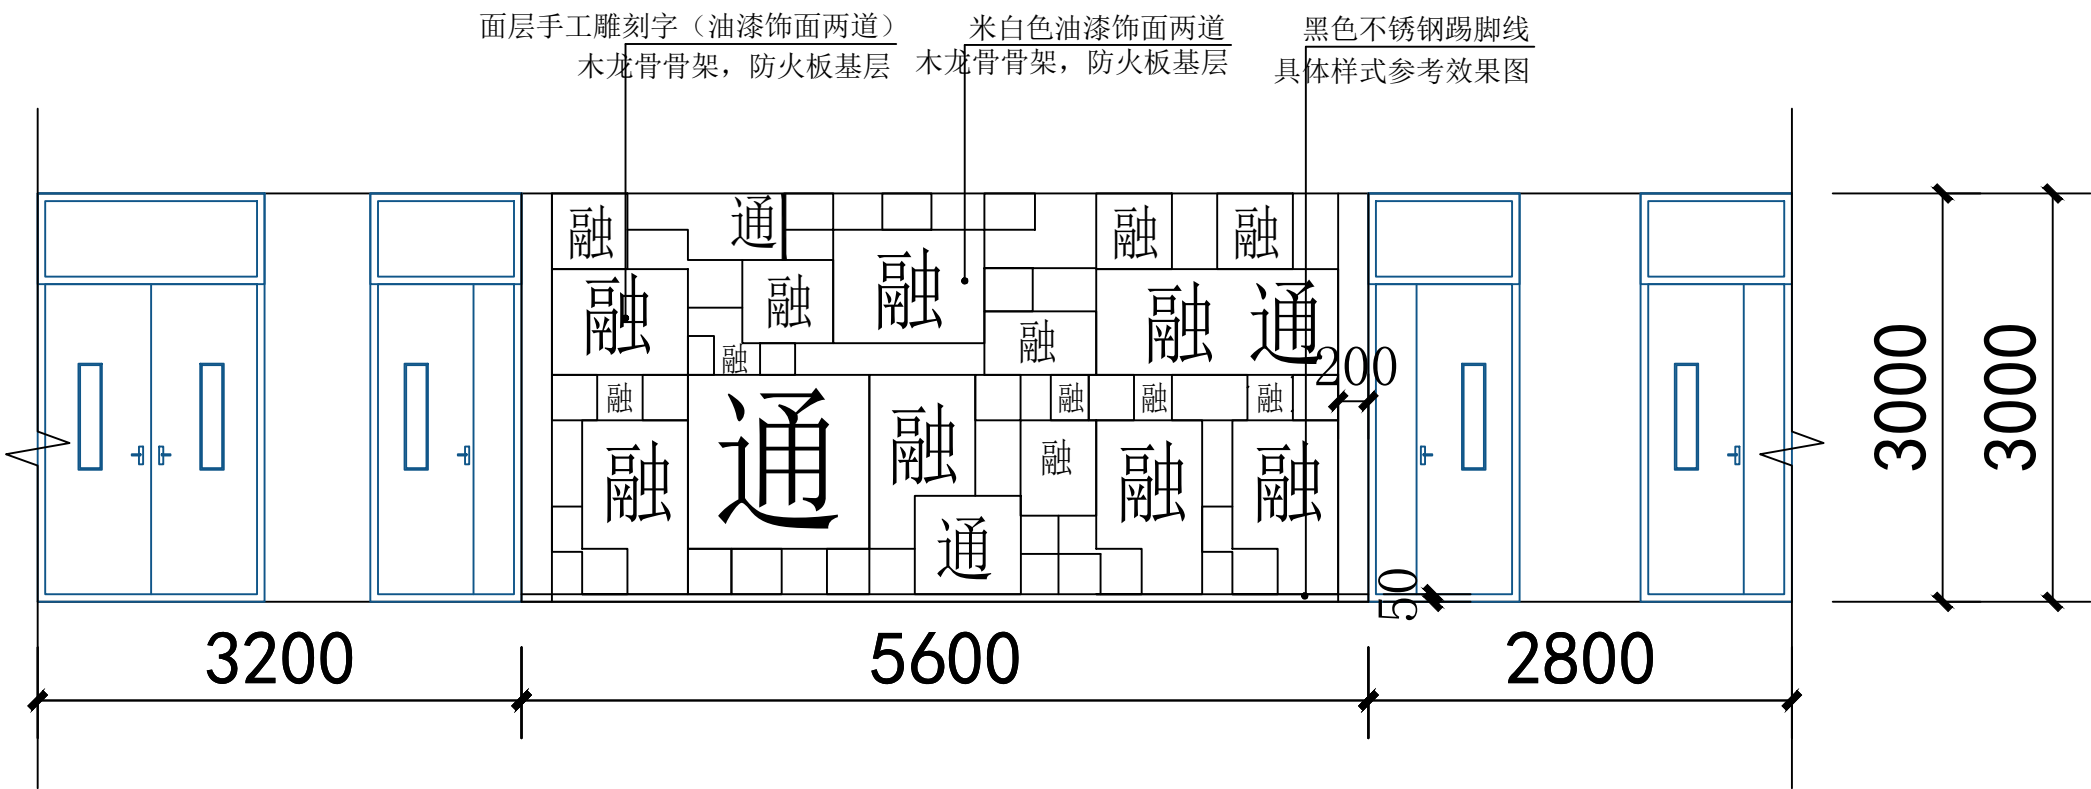 面层手工雕刻字（油漆饰面两道）
木龙骨骨架，防火板基层
米白色油漆饰面两道
木龙骨骨架，防火板基层
黑色不锈钢踢脚线
具体样式参考效果图
融
通
融
融
融
融
融
融
融
通
融
融
融
融
融
融
通
融
融
融
融
融
通
200
50
3000
3000
3200
5600
2800